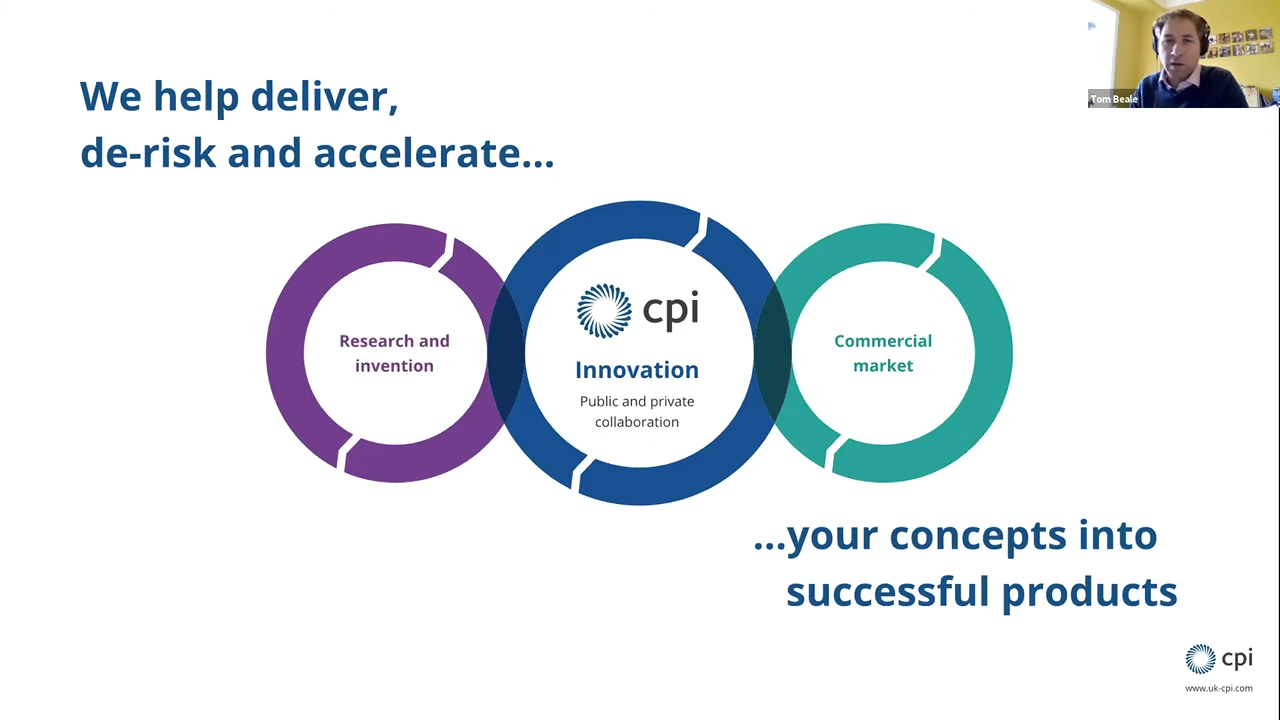 We help deliver,
de-risk and accelerate...
Tom Beale
Research and
invention
cpi
Innovation
Public and private
collaboration
Commercial
market
...your concepts into
successful products
cpi
www.uk-cpi.com